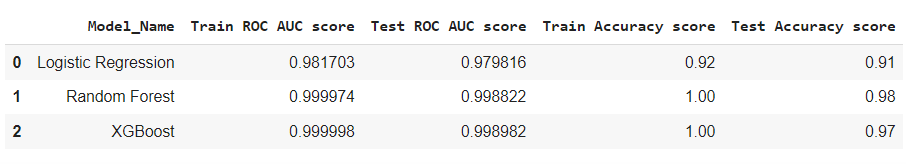 Model_Name Train ROC AUC score Test ROC AUC score Train Accuracy score Test Accuracy score
0 Logistic Regression 0.981703 0.979816 0.92 0.91
1 Random Forest 0.999974 0.998822 1.00 0.98
2 XGBoost 0.999998 0.998982 1.00 0.97